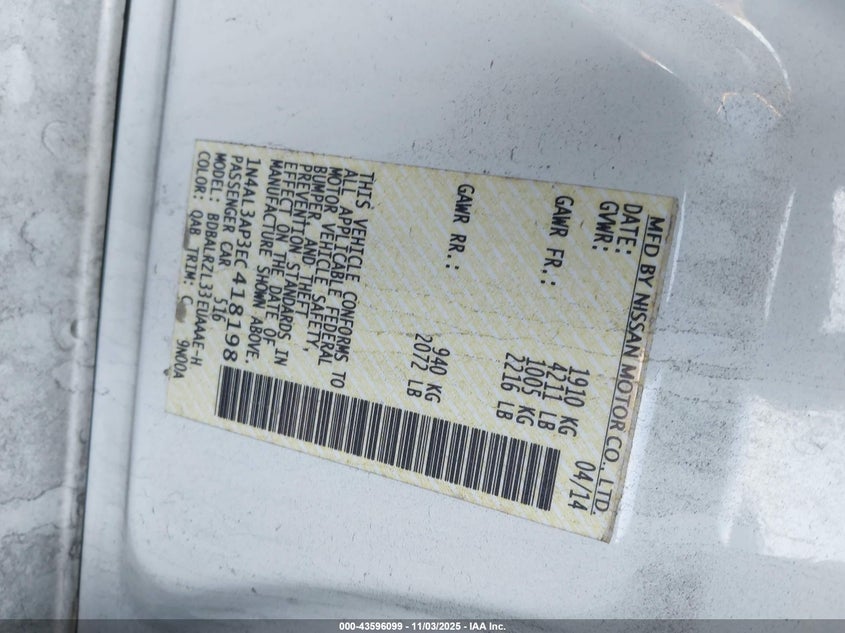 MFD BY NISSAN MOTOR CO., LTD.
DATE: 04/14
GVWR: 1910 KG
4211 LB
GAWR FR.: 1005 KG
2216 LB
GAWR RR.: 940 KG
2072 LB
THIS VEHICLE CONFORMS TO
ALL APPLICABLE FEDERAL
MOTOR VEHICLE SAFETY,
BUMPER, AND THEFT
PREVENTION STANDARDS IN
EFFECT ON THE DATE OF
MANUFACTURE SHOWN ABOVE.
1N4AL3AP3EC418198
PASSENGER CAR 516
MODEL: BDBALRZL33EUAAAE-H
COLOR: QAB TRIM: C 9N00A
000-43596099 - 11/03/2025 - IAA Inc.